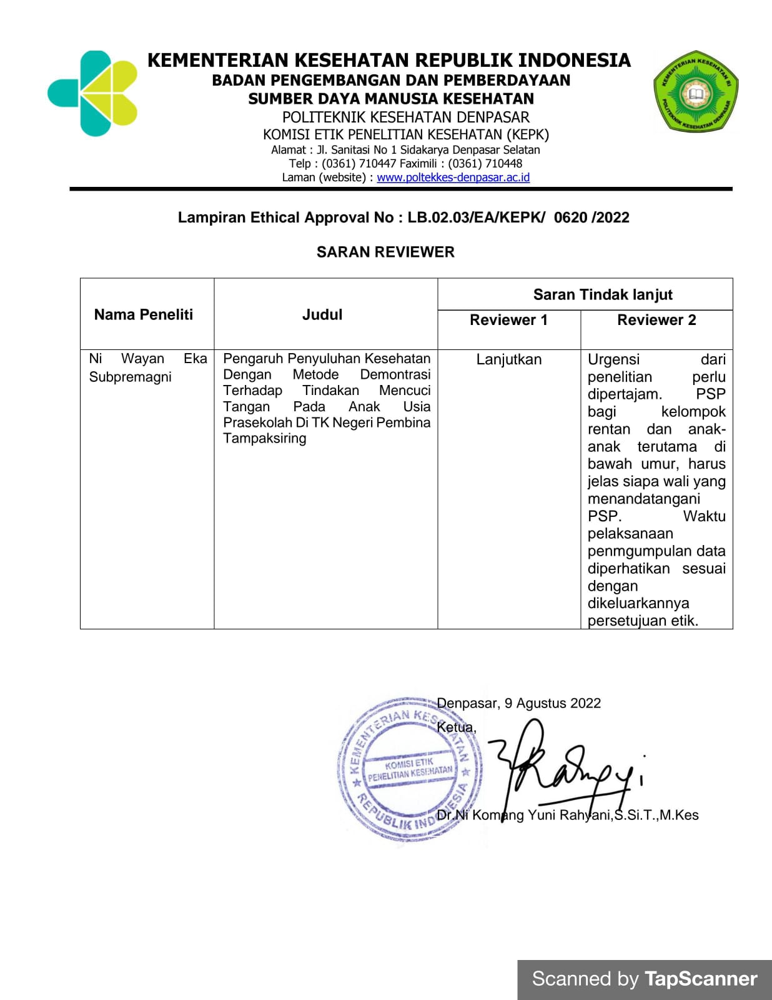 KEMENTERIAN KESEHATAN REPUBLIK INDONESIA
BADAN PENGEMBANGAN DAN PEMBERDAYAAN
SUMBER DAYA MANUSIA KESEHATAN
POLITEKNIK KESEHATAN DENPASAR
KOMISI ETIK PENELITIAN KESEHATAN (KEPK)
Alamat : Jl. Sanitasi No 1 Sidakarya Denpasar Selatan
Telp : (0361) 710447 Faximili : (0361) 710448
Laman (website) : www.poltekkes-denpasar.ac.id
KEMENTERIAN KESEHATAN RI
POLITEKNIK KESEHATAN DENPASAR
Lampiran Ethical Approval No : LB.02.03/EA/KEPK/ 0620 /2022
SARAN REVIEWER
Nama Peneliti
Judul
Saran Tindak lanjut
Reviewer 1
Reviewer 2
Ni Wayan Eka
Subpremagni
Pengaruh Penyuluhan Kesehatan
Dengan Metode Demontrasi
Terhadap Tindakan Mencuci
Tangan Pada Anak Usia
Prasekolah Di TK Negeri Pembina
Tampaksiring
Lanjutkan
Urgensi dari
penelitian perlu
dipertajam. PSP
bagi kelompok
rentan dan anak-
anak terutama di
bawah umur, harus
jelas siapa wali yang
menandatangani
PSP. Waktu
pelaksanaan
penmgumpulan data
diperhatikan sesuai
dengan
dikeluarkannya
persetujuan etik.
Denpasar, 9 Agustus 2022
Ketua,
KEMENTERIAN KESEHATAN
KOMISI ETIK
PENELITIAN KESEHATAN
REPUBLIK INDONESIA
Dr.Ni Komang Yuni Rahyani,S.Si.T.,M.Kes
Scanned by TapScanner